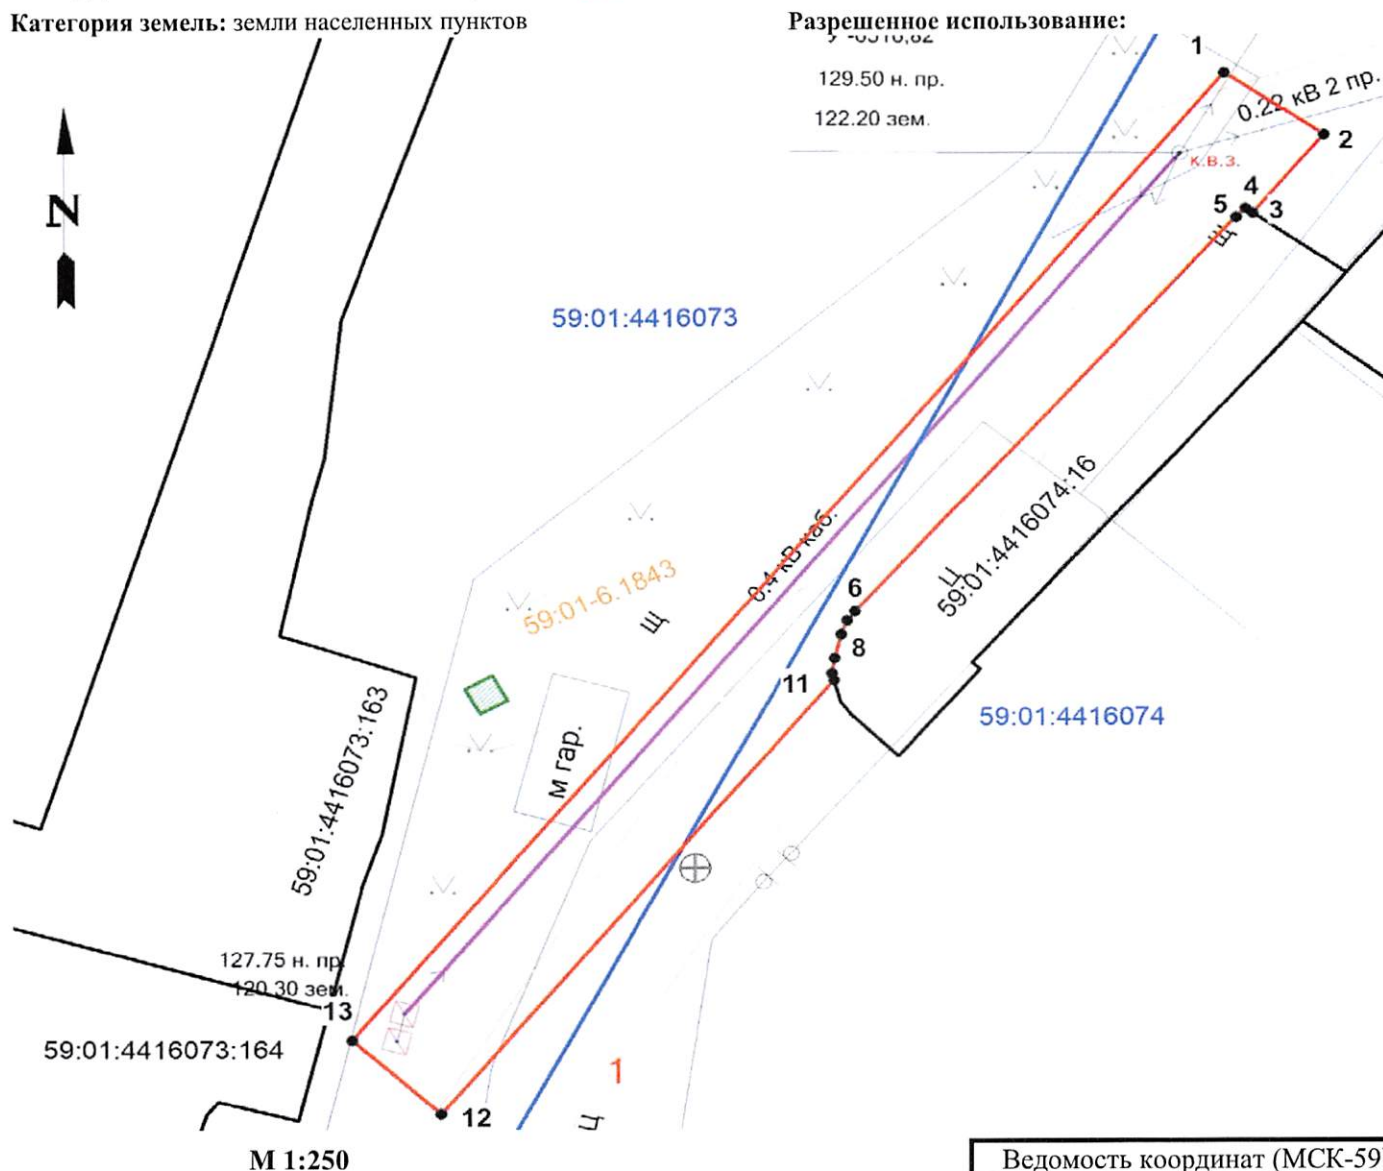 Категория земель: земли населенных пунктов
Разрешенное использование:
129.50 н. пр.
122.20 зем.
1
0.22 кВ 2 пр.
2
к.в.з.
4
5
3
Щ
N
59:01:4416073
59:01:4416074:16
Ц
0.4 кВ каб.
59:01-6.1843
Щ
6
8
11
59:01:4416074
59:01:4416073:163
м гар.
127.75 н. пр.
120.30 зем.
13
59:01:4416073:164
1
12
Ц
М 1:250
Ведомость координат (МСК-59